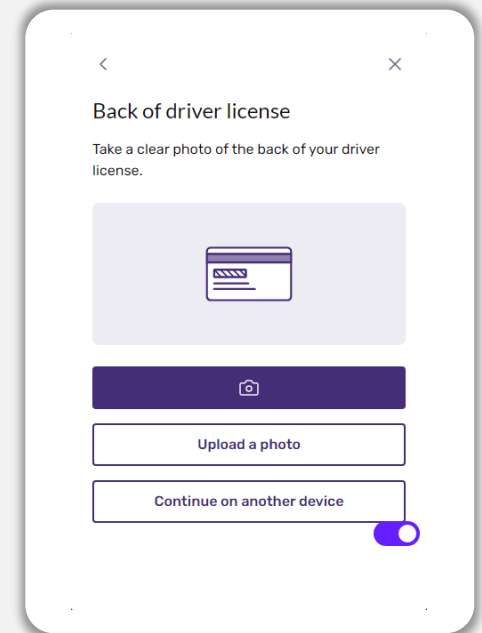 Back of driver license
Take a clear photo of the back of your driver
license.
Upload a photo
Continue on another device